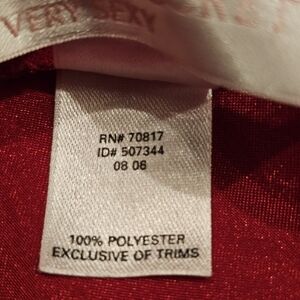 VERY SEXY
RN# 70817
ID# 507344
08 06
100% POLYESTER
EXCLUSIVE OF TRIMS